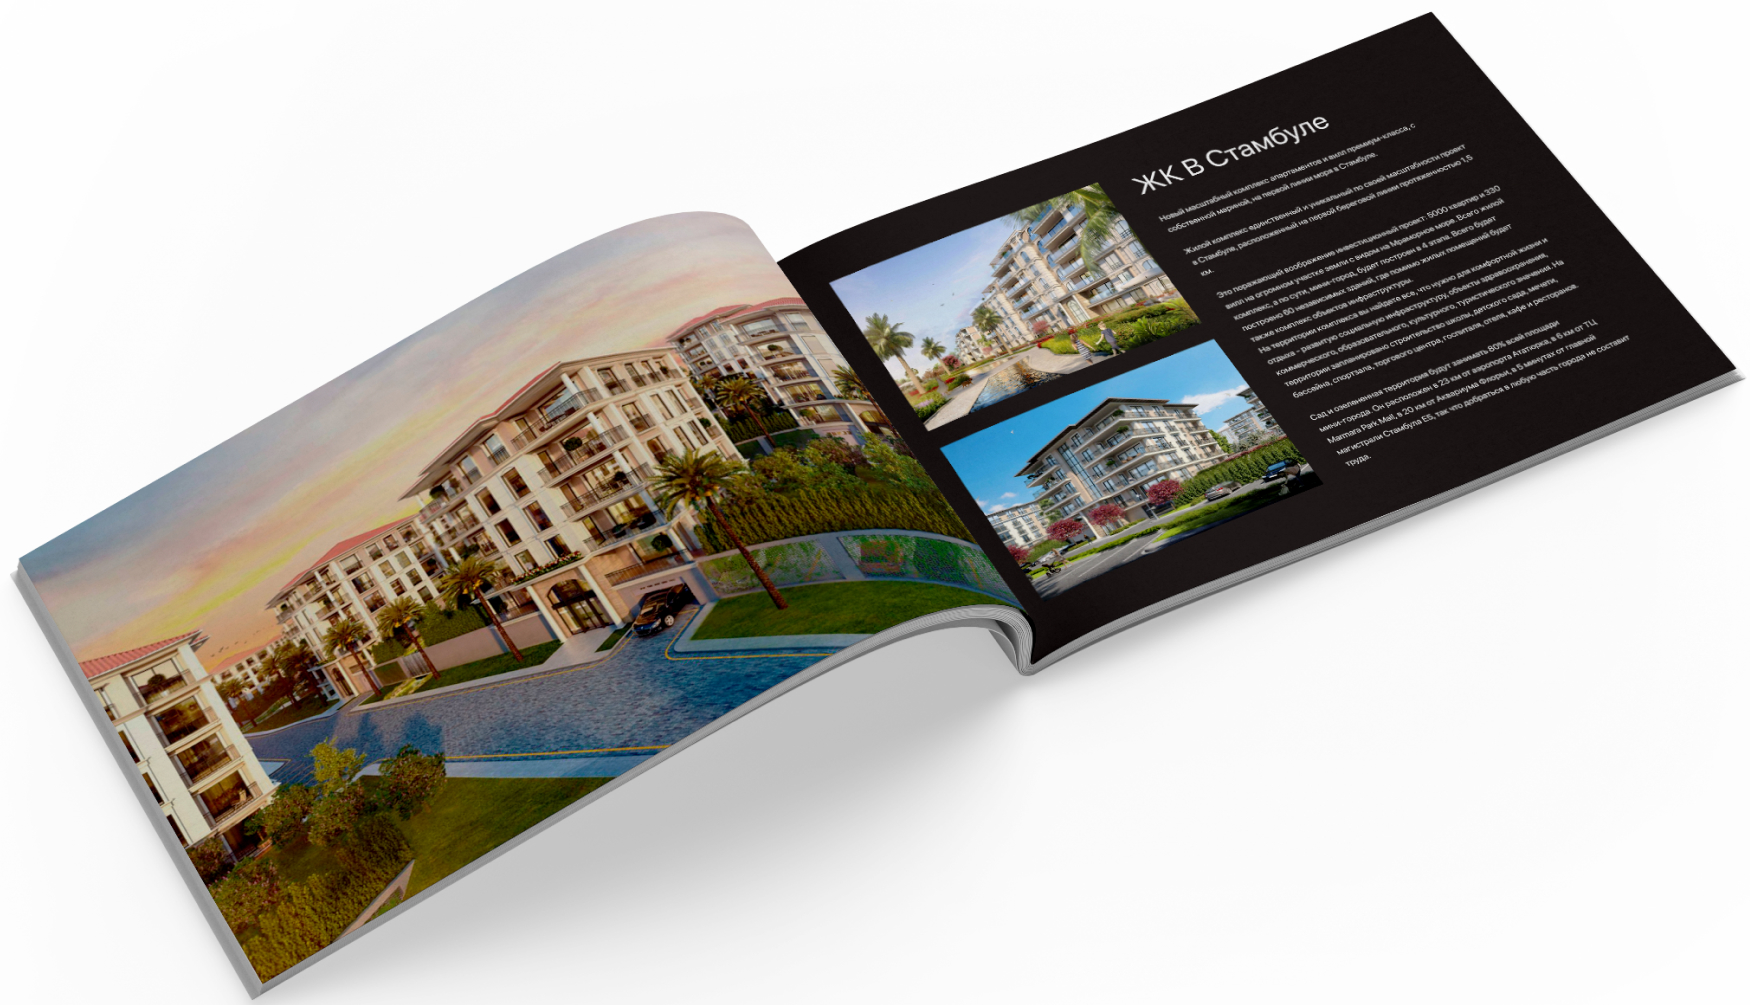 ЖК В Стамбуле
Новый масштабный комплекс апартаментов и вилл премиум-класса, с
собственной мариной, на первой линии моря в Стамбуле.
Жилой комплекс единственный и уникальный по своей масштабности проект
в Стамбуле, расположенный на первой береговой линии протяженностью 1,5
км.
Это поражающий воображение инвестиционный проект: 5000 квартир и 330
вилл на огромном участке земли с видом на Мраморное море. Всего жилой
комплекс, а по сути, мини-город, будет построен в 4 этапа. Всего будет
построено 60 независимых зданий, где помимо жилых помещений будет
также комплекс объектов инфраструктуры.
На территории комплекса вы найдете все, что нужно для комфортной жизни и
отдыха - развитую социальную инфраструктуру, объекты здравоохранения,
коммерческого, образовательного, культурного, туристического значения. На
территории запланировано строительство школы, детского сада, мечети,
бассейна, спортзала, торгового центра, госпиталя, отеля, кафе и ресторанов.
Сад и озелененная территория будут занимать 80% всей площади
мини-города. Он расположен в 23 км от аэропорта Ататюрка, в 6 км от ТЦ
Marmara Park Mall, в 20 км от Аквариума Флорьи, в 5 минутах от главной
магистрали Стамбула E5, так что добраться в любую часть города не составит
труда.